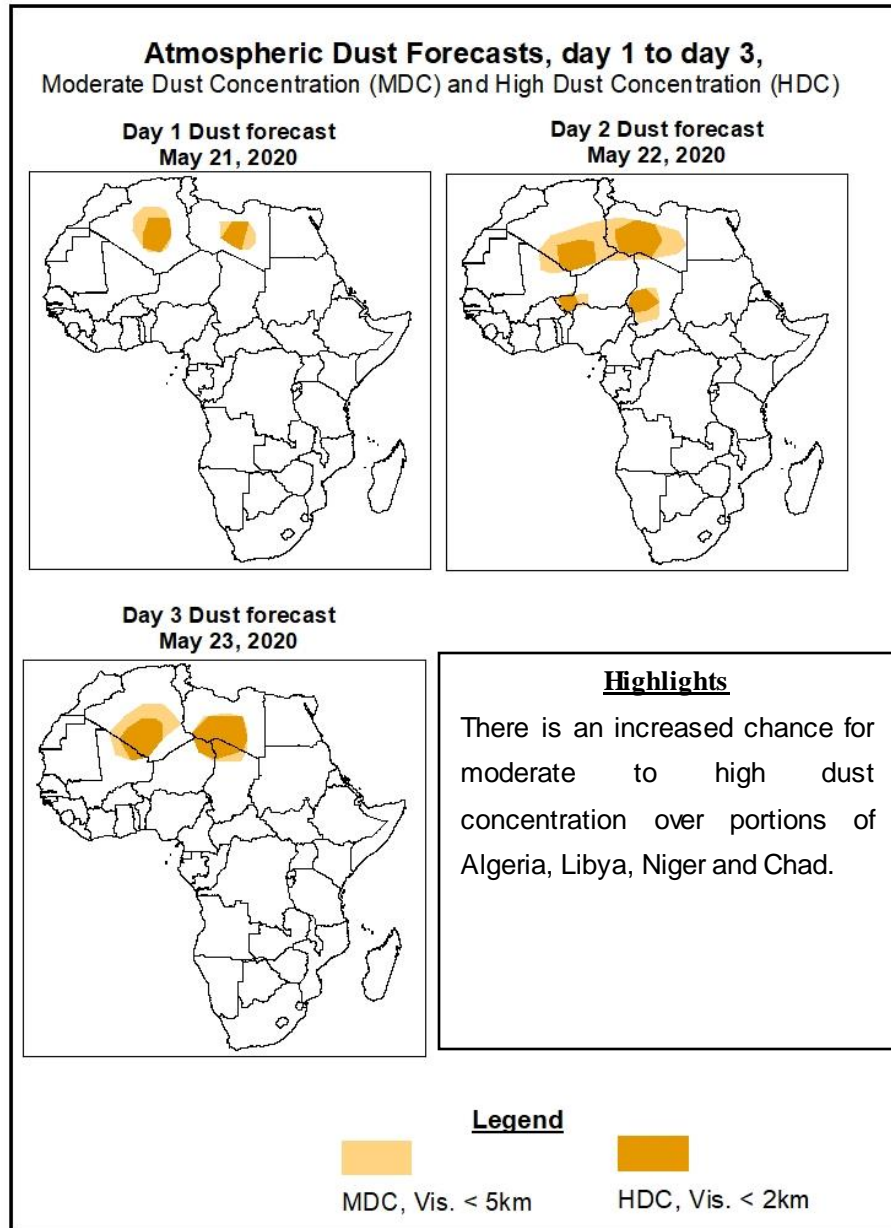 Atmospheric Dust Forecasts, day 1 to day 3,
Moderate Dust Concentration (MDC) and High Dust Concentration (HDC)
Day 1 Dust forecast
May 21, 2020
Day 2 Dust forecast
May 22, 2020
Day 3 Dust forecast
May 23, 2020
Highlights
There is an increased chance for
moderate to high dust
concentration over portions of
Algeria, Libya, Niger and Chad.
Legend
MDC, Vis. < 5km
HDC, Vis. < 2km